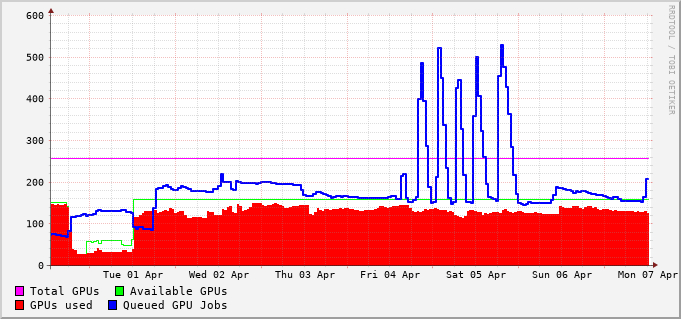 RRDTOOL / TOBI OETIKER
600
500
400
300
200
100
0
Tue 01 Apr Wed 02 Apr Thu 03 Apr Fri 04 Apr Sat 05 Apr Sun 06 Apr Mon 07 Apr
Total GPUs Available GPUs
GPUs used Queued GPU Jobs